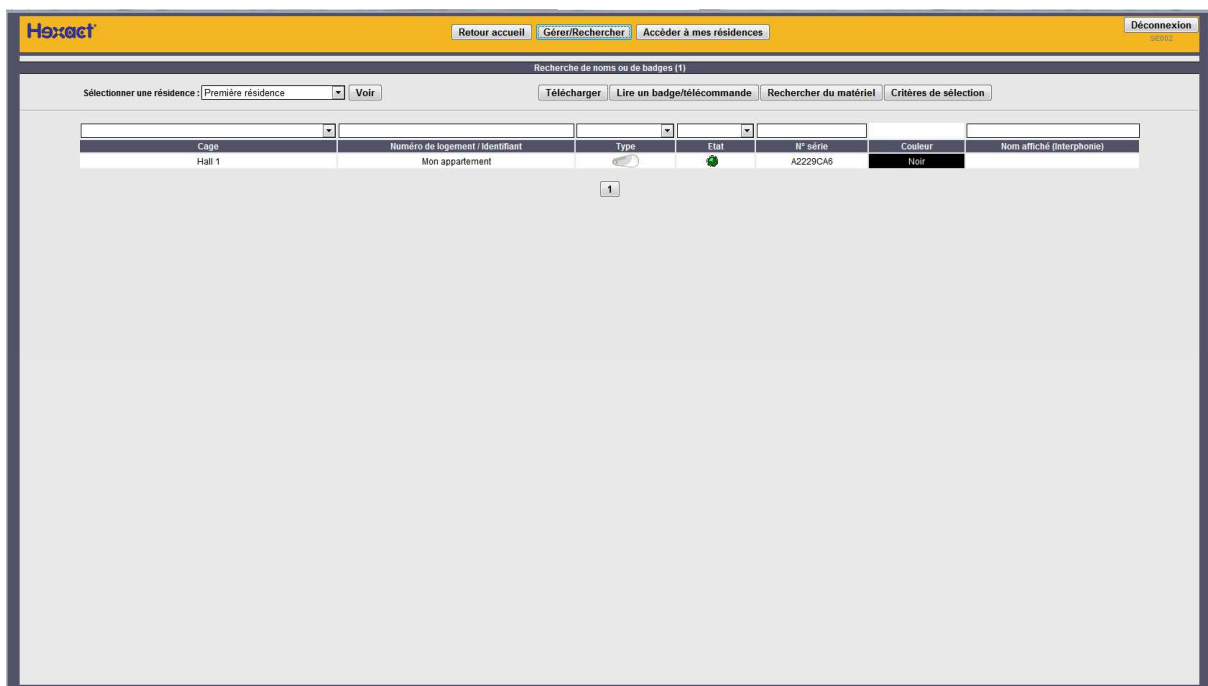 Hexact
Retour accueil Gérer/Rechercher Accèder à mes résidences
Déconnexion
SE002
Recherche de noms ou de badges (1)
Sélectionner une résidence : Première résidence Voir Télécharger Lire un badge/télécommande Rechercher du matériel Critères de sélection
Cage Numéro de logement / Identifiant Type Etat N° série Couleur Nom affiché (Interphonie)
Hall 1 Mon appartement A2229CA6 Noir
1